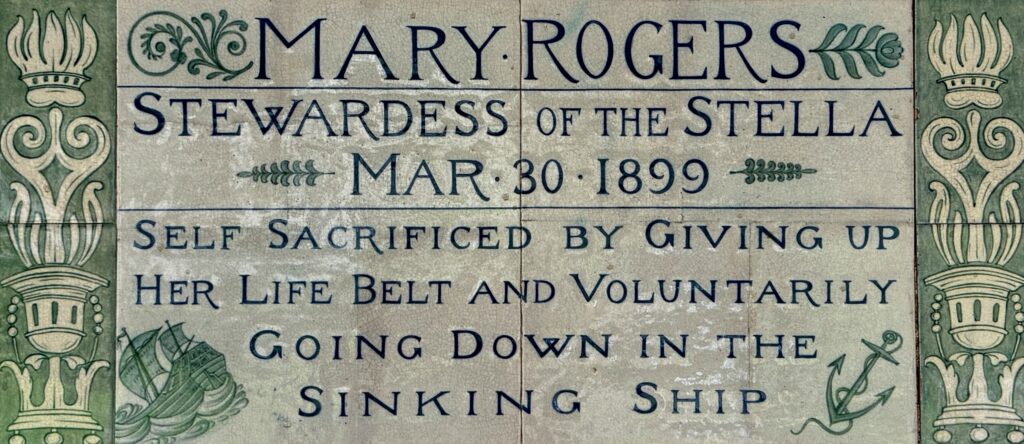 MARY·ROGERS
STEWARDESS OF THE STELLA
MAR·30·1899
SELF SACRIFICED BY GIVING UP
HER LIFE BELT AND VOLUNTARILY
GOING DOWN IN THE
SINKING SHIP